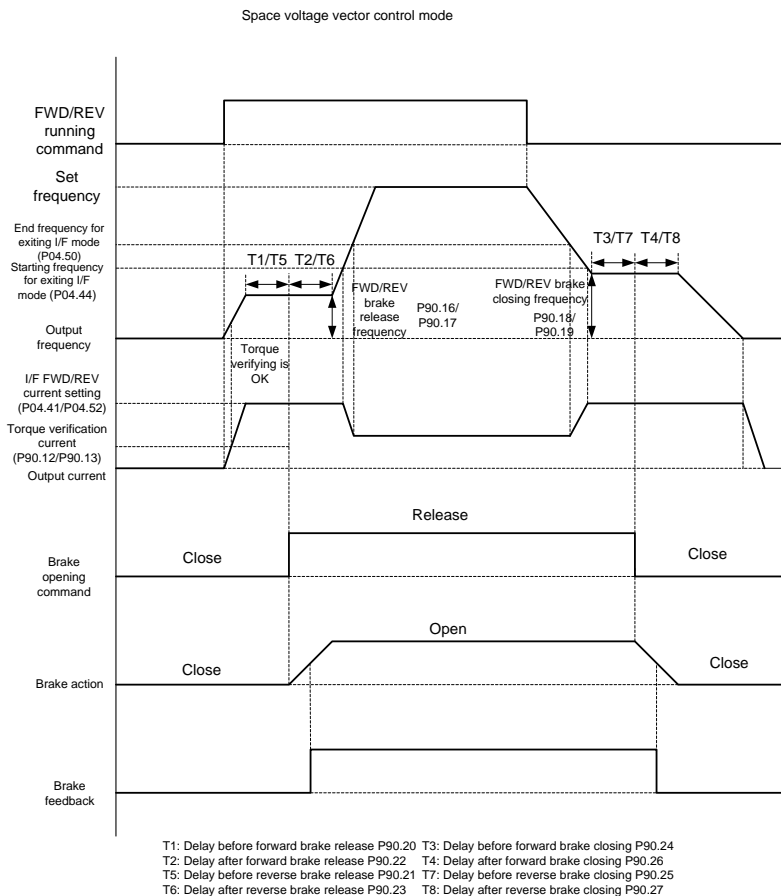 Space voltage vector control mode
FWD/REV
running
command
Set
frequency
End frequency for
exiting I/F mode
(P04.50)
Starting frequency
for exiting I/F
mode (P04.44)
T1/T5
T2/T6
T3/T7
T4/T8
FWD/REV
brake
release
frequency
P90.16/
P90.17
FWD/REV brake
closing frequency
P90.18/
P90.19
Output
frequency
Torque
verifying is
OK
I/F FWD/REV
current setting
(P04.41/P04.52)
Torque verification
current
(P90.12/P90.13)
Output current
Release
Close
Close
Brake
opening
command
Open
Close
Close
Brake action
Brake
feedback
T1: Delay before forward brake release P90.20 T3: Delay before forward brake closing P90.24
T2: Delay after forward brake release P90.22 T4: Delay after forward brake closing P90.26
T5: Delay before reverse brake release P90.21 T7: Delay before reverse brake closing P90.25
T6: Delay after reverse brake release P90.23 T8: Delay after reverse brake closing P90.27